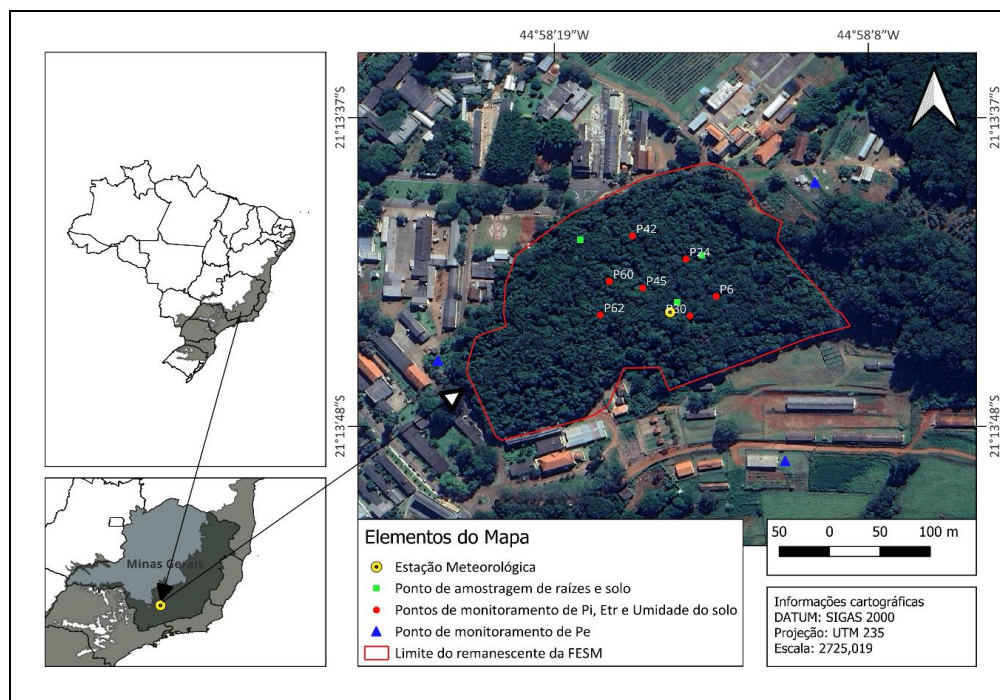 44°58'19"W
44°58'8"W
21°13'37"S
21°13'37"S
P42
P24
P60
P45
P6
P62
P30
21°13'48"S
21°13'48"S
Minas Gerais
Elementos do Mapa
Estação Meteorológica
Ponto de amostragem de raízes e solo
Pontos de monitoramento de Pi, Etr e Umidade do solo
Ponto de monitoramento de Pe
Limite do remanescente da FESM
50 0 50 100 m
Informações cartográficas
DATUM: SIGAS 2000
Projeção: UTM 235
Escala: 2725,019